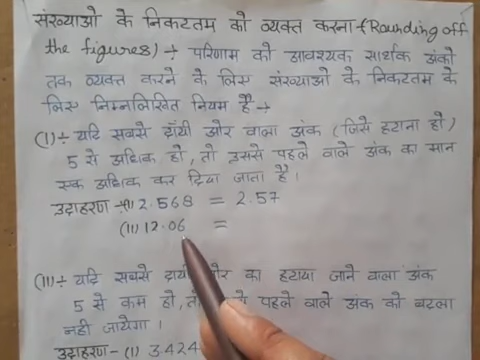 संख्याओ के निकटतम को व्यक्त करना -(Rounding off
the figures) ÷ परिणाम को आवश्यक सार्थक अंको
तक व्यक्त करने के लिए संख्याओ के निकटतम के
लिए निम्नलिखित नियम है →
(I) ÷ यदि सबसे दायी ओर वाला अंक (जिसे हटाना हो)
5 से अधिक हो, तो उससे पहले वाले अंक का मान
एक अधिक कर दिया जाता है।
उदाहरण -(I) 2.568 = 2.57
(II) 12.06 =
(II) ÷ यदि सबसे दायी ओर का हटाया जाने वाला अंक
5 से कम हो, पहले वाले अंक को बदला
नही जायेगा।
उदाहरण - (I) 3.424